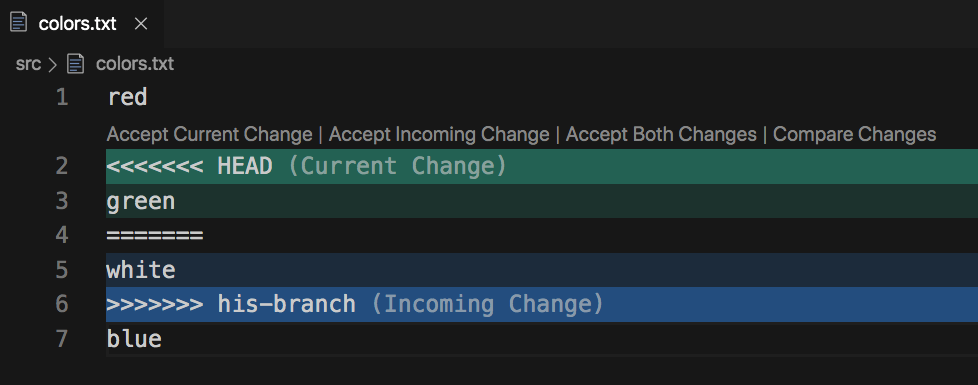 colors.txt
src > colors.txt
1 red
Accept Current Change | Accept Incoming Change | Accept Both Changes | Compare Changes
2 <<<<<<< HEAD (Current Change)
3 green
4 =======
5 white
6 >>>>>>> his-branch (Incoming Change)
7 blue